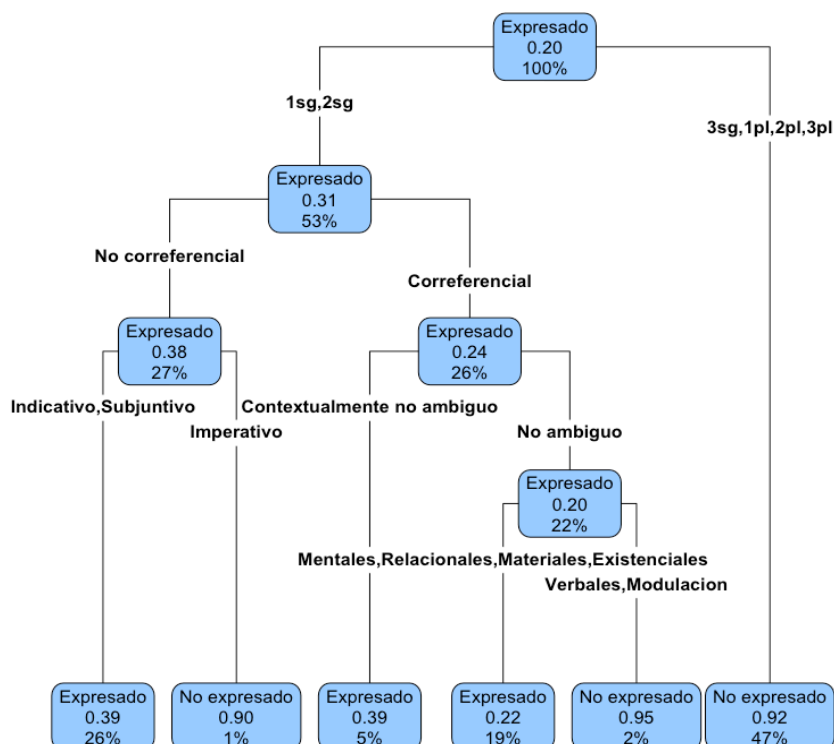 Expresado
0.20
100%
1sg,2sg
3sg,1pl,2pl,3pl
Expresado
0.31
53%
No correferencial
Correferencial
Expresado
0.38
27%
Expresado
0.24
26%
Indicativo,Subjuntivo
Contextualmente no ambiguo
Imperativo
No ambiguo
Expresado
0.20
22%
Mentales,Relacionales,Materiales,Existenciales
Verbales,Modulacion
Expresado
0.39
26%
No expresado
0.90
1%
Expresado
0.39
5%
Expresado
0.22
19%
No expresado
0.95
2%
No expresado
0.92
47%